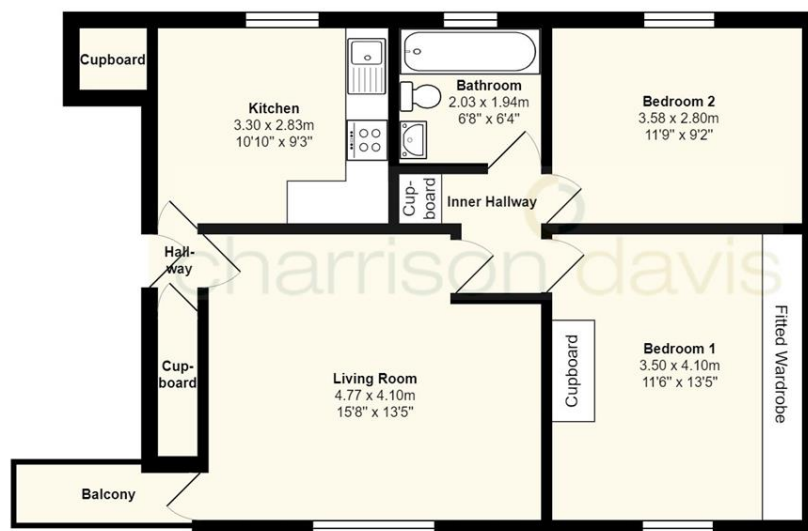 Cupboard
Kitchen
3.30 x 2.83m
10'10" x 9'3"
Bathroom
2.03 x 1.94m
6'8" x 6'4"
Bedroom 2
3.58 x 2.80m
11'9" x 9'2"
Cup-
board
Inner Hallway
Hall-
way
charrison davis
Cup-
board
Living Room
4.77 x 4.10m
15'8" x 13'5"
Cupboard
Bedroom 1
3.50 x 4.10m
11'6" x 13'5"
Fitted Wardrobe
Balcony